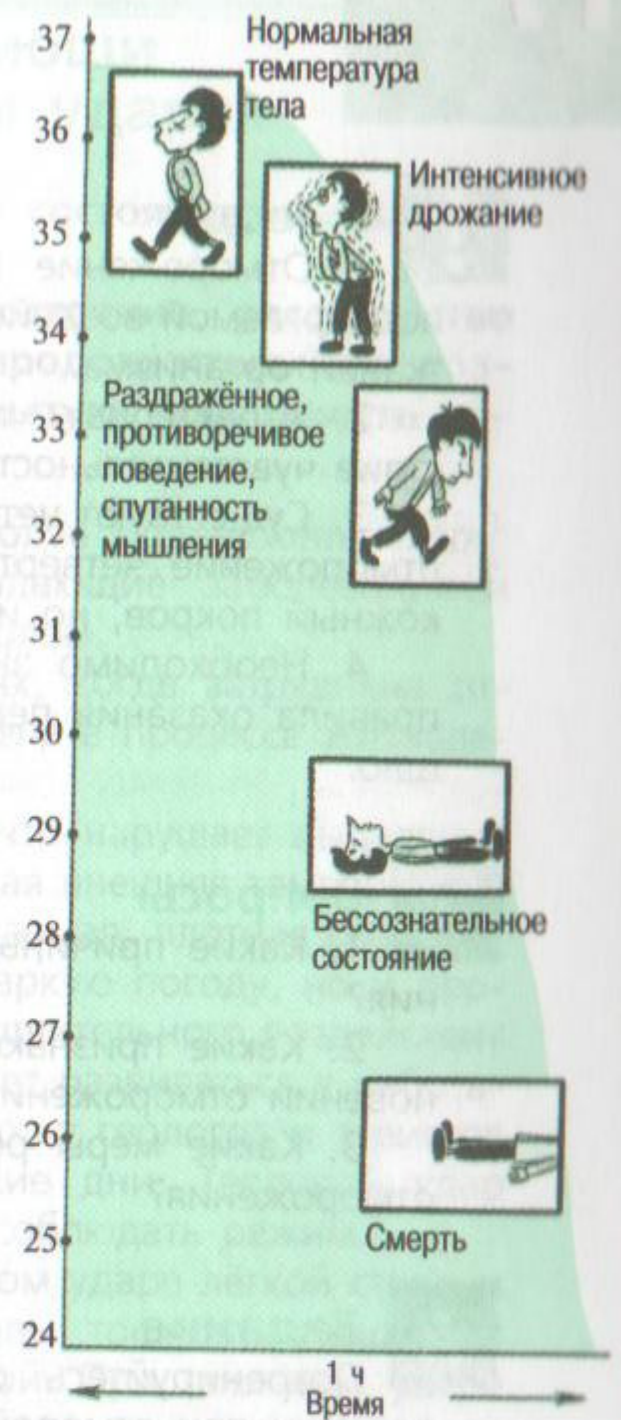 37
Нормальная
температура
тела
36
Интенсивное
дрожание
35
34
Раздражённое,
противоречивое
поведение,
спутанность
мышления
33
32
31
30
29
Бессознательное
состояние
28
27
26
Смерть
25
24
1 ч
Время